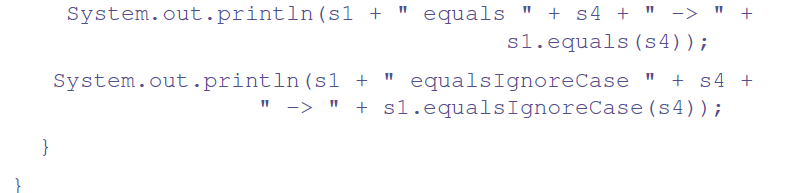 System.out.println(s1 + " equals " + s4 + " -> " +
s1.equals(s4));
System.out.println(s1 + " equalsIgnoreCase " + s4 +
" -> " + s1.equalsIgnoreCase(s4));
}
}